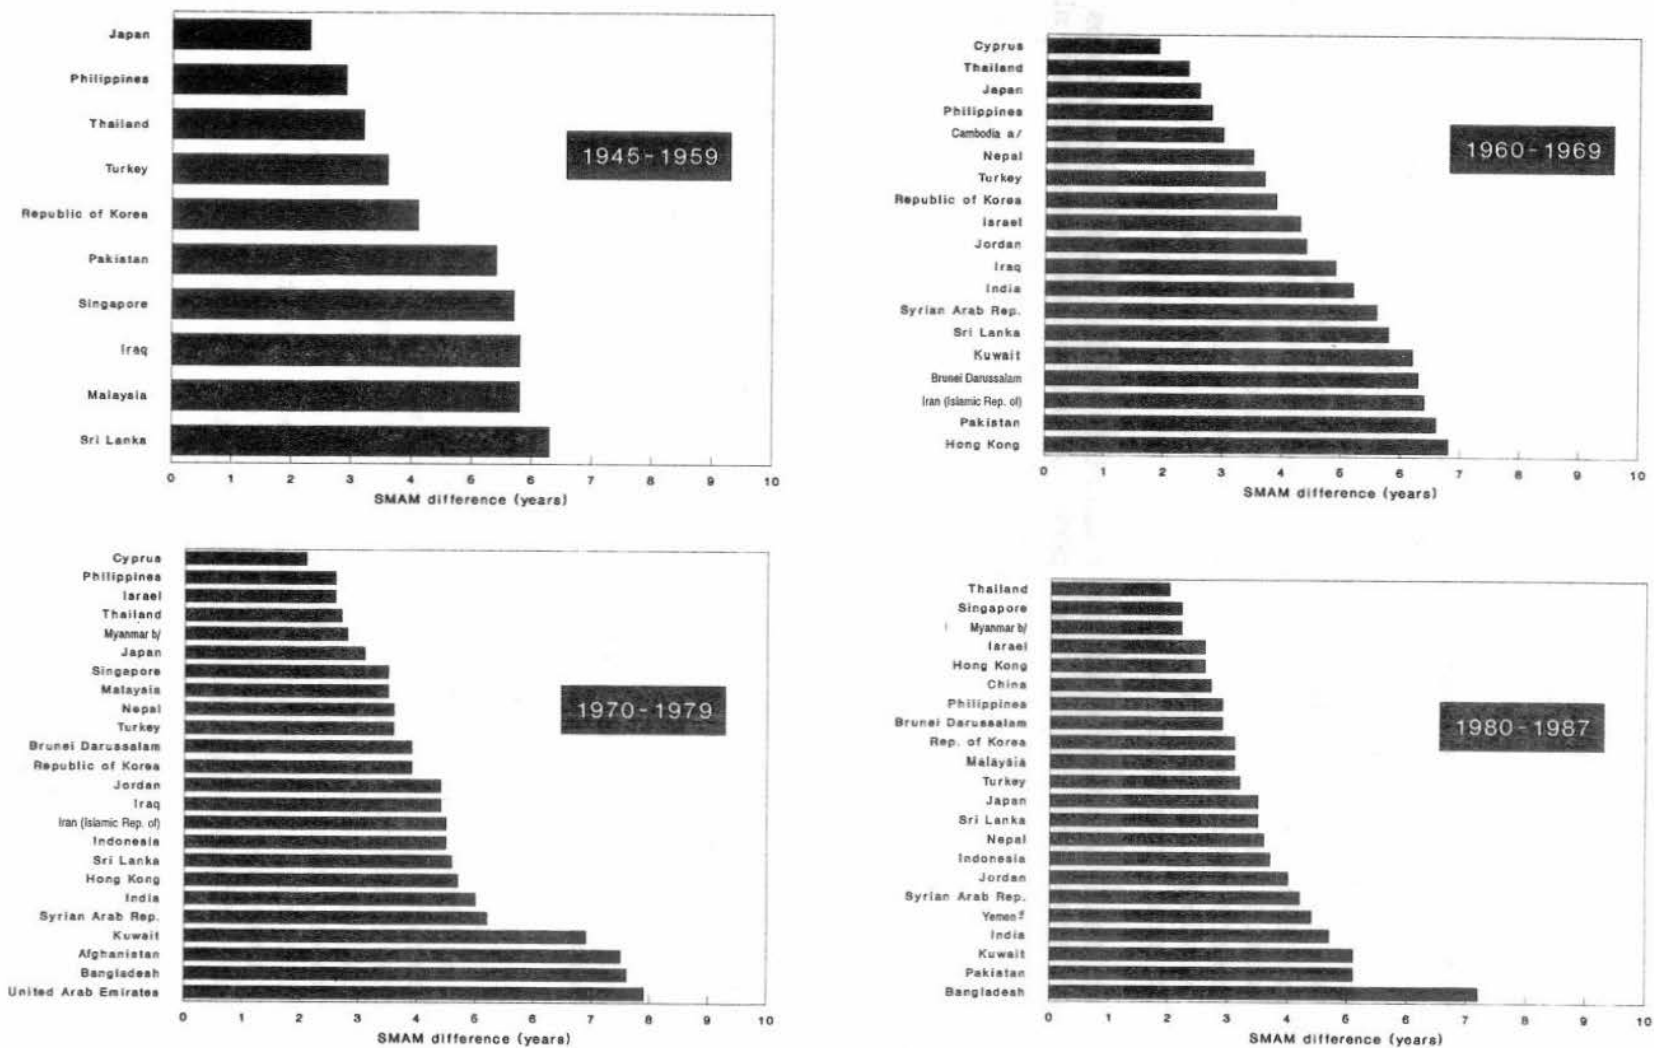 Japan
Philippines
Thailand
Turkey
Republic of Korea
Pakistan
Singapore
Iraq
Malaysia
Sri Lanka
1945-1959
0 1 2 3 4 5 6 7 8 9 10
SMAM difference (years)
Cyprus
Thailand
Japan
Philippines
Cambodia a/
Nepal
Turkey
Republic of Korea
Israel
Jordan
Iraq
India
Syrian Arab Rep.
Sri Lanka
Kuwait
Brunei Darussalam
Iran (Islamic Rep. of)
Pakistan
Hong Kong
1960-1969
0 1 2 3 4 5 6 7 8 9 10
SMAM difference (years)
Cyprus
Philippines
Israel
Thailand
Myanmar b/
Japan
Singapore
Malaysia
Nepal
Turkey
Brunei Darussalam
Republic of Korea
Jordan
Iraq
Iran (Islamic Rep. of)
Indonesia
Sri Lanka
Hong Kong
India
Syrian Arab Rep.
Kuwait
Afghanistan
Bangladesh
United Arab Emirates
1970-1979
0 1 2 3 4 5 6 7 8 9 10
SMAM difference (years)
Thailand
Singapore
Myanmar b/
Israel
Hong Kong
China
Philippines
Brunei Darussalam
Rep. of Korea
Malaysia
Turkey
Japan
Sri Lanka
Nepal
Indonesia
Jordan
Syrian Arab Rep.
Yemen
India
Kuwait
Pakistan
Bangladesh
1980-1987
0 1 2 3 4 5 6 7 8 9 10
SMAM difference (years)